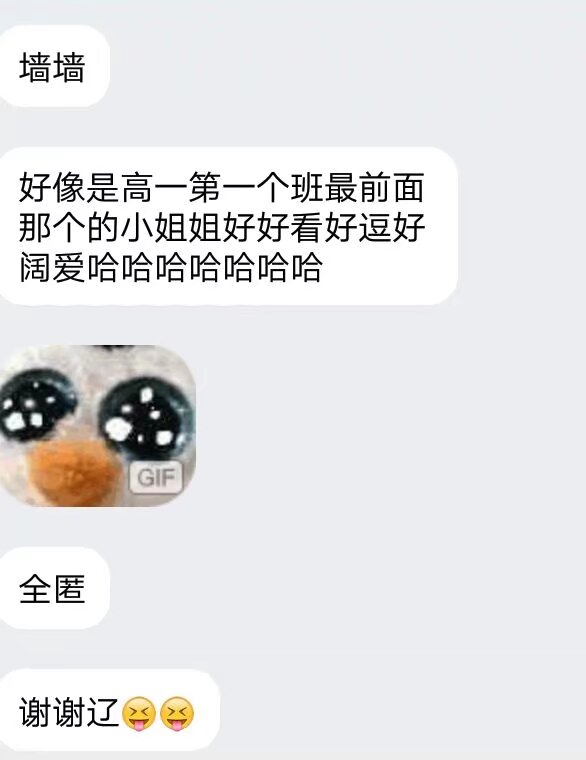 墙墙
好像是高一第一个班最前面
那个的小姐姐好好看好逗好
阔爱哈哈哈哈哈哈哈
GIF
全匿
谢谢辽😝😝